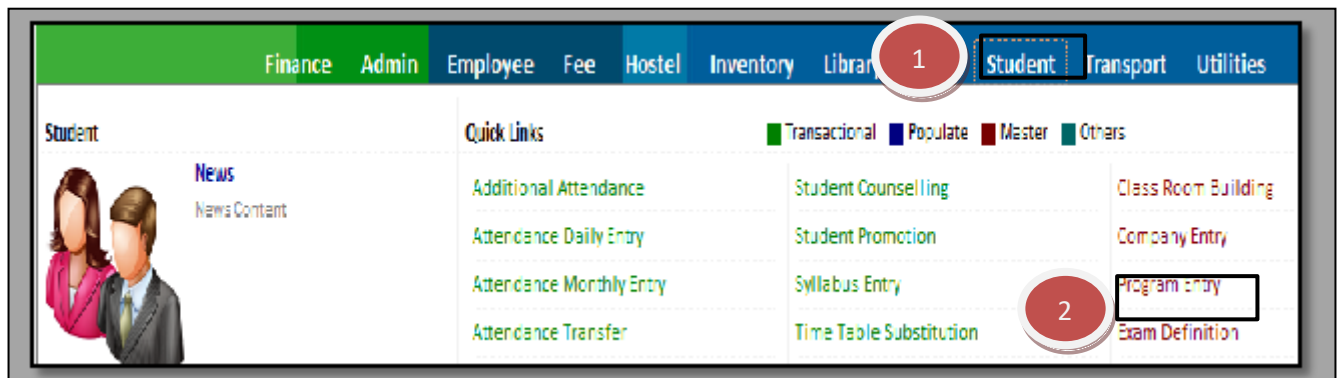 Finance Admin Employee Fee Hostel Inventory Library 1 Student Transport Utilities
Student Quick Links Transactional Populate Master Others
News
News Content
Additional Attendance Student Counselling Class Room Building
Attendance Daily Entry Student Promotion Company Entry
Attendance Monthly Entry Syllabus Entry Program Entry
2
Attendance Transfer Time Table Substitution Exam Definition